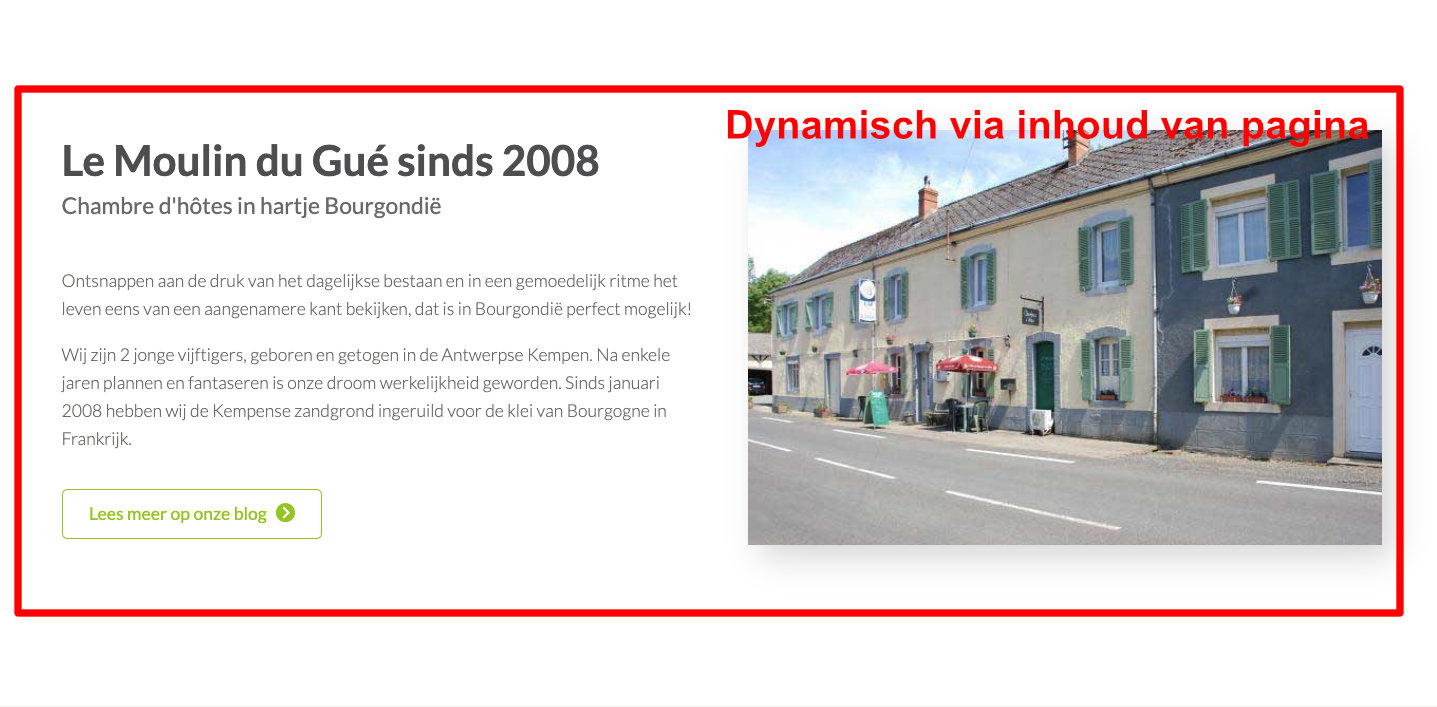 Dynamisch via inhoud van pagina
Le Moulin du Gué sinds 2008
Chambre d'hôtes in hartje Bourgondië
Ontsnappen aan de druk van het dagelijkse bestaan en in een gemoedelijk ritme het
leven eens van een aangenamere kant bekijken, dat is in Bourgondië perfect mogelijk!
Wij zijn 2 jonge vijftigers, geboren en getogen in de Antwerpse Kempen. Na enkele
jaren plannen en fantaseren is onze droom werkelijkheid geworden. Sinds januari
2008 hebben wij de Kempense zandgrond ingeruild voor de klei van Bourgogne in
Frankrijk.
Lees meer op onze blog